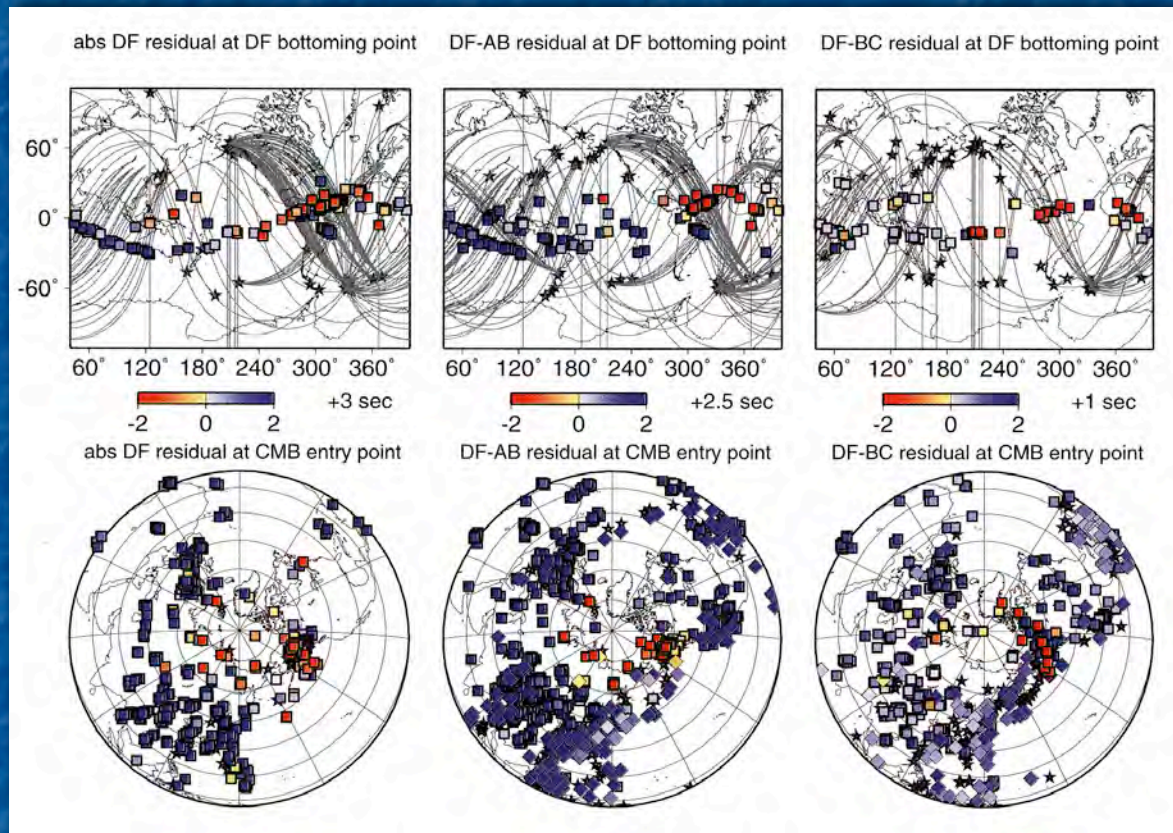 abs DF residual at DF bottoming point DF-AB residual at DF bottoming point DF-BC residual at DF bottoming point
60°
0°
-60°
60° 120° 180° 240° 300° 360° 60° 120° 180° 240° 300° 360° 60° 120° 180° 240° 300° 360°
+3 sec +2.5 sec +1 sec
-2 0 2 -2 0 2 -2 0 2
abs DF residual at CMB entry point DF-AB residual at CMB entry point DF-BC residual at CMB entry point